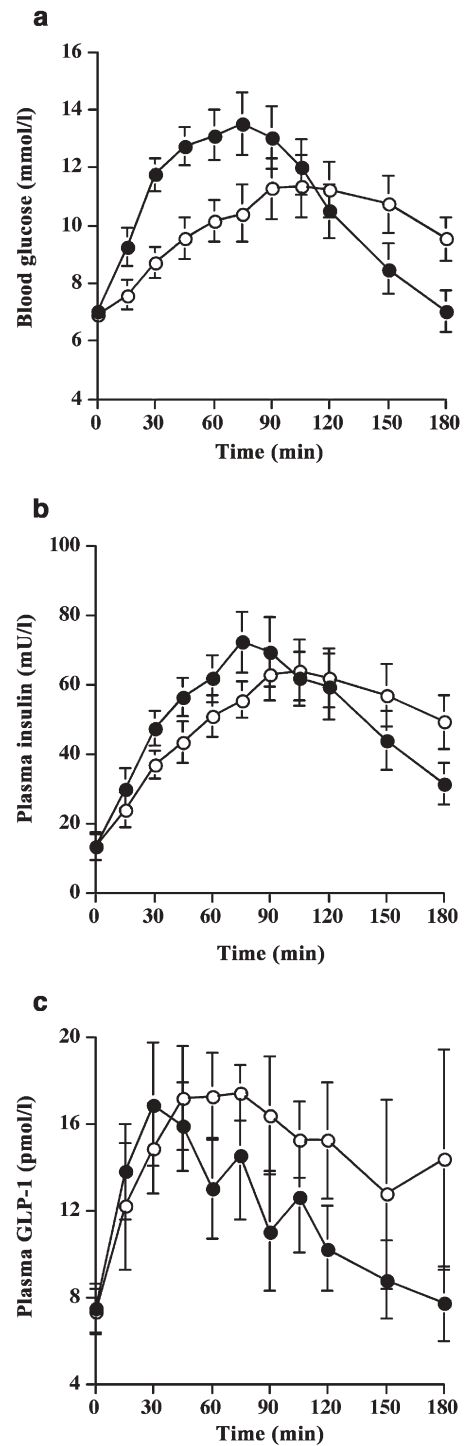 a
Blood glucose (mmol/l)
16
14
12
10
8
6
4
0 30 60 90 120 150 180
Time (min)
b
Plasma insulin (mU/l)
100
80
60
40
20
0
0 30 60 90 120 150 180
Time (min)
c
Plasma GLP-1 (pmol/l)
20
16
12
8
4
0 30 60 90 120 150 180
Time (min)